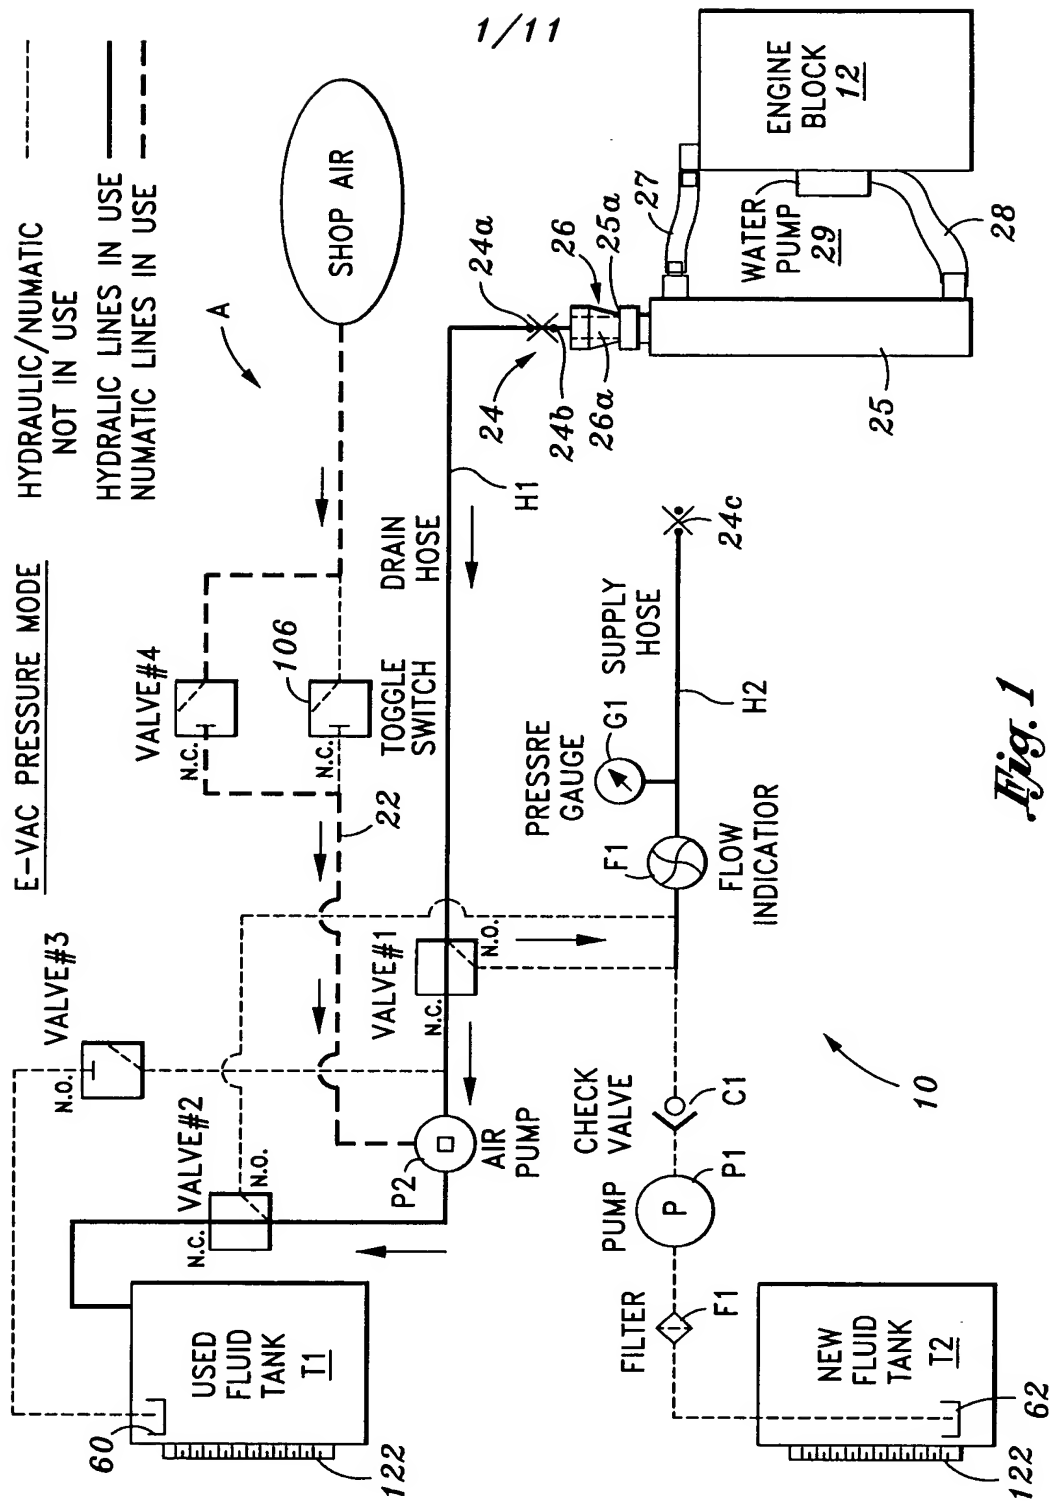 1/11
E-VAC PRESSURE MODE
HYDRAULIC/NUMATIC
NOT IN USE
HYDRALIC LINES IN USE
NUMATIC LINES IN USE
A
SHOP AIR
VALVE#4
N.C.
106
N.C.
TOGGLE
SWITCH
22
DRAIN
HOSE
H1
24a
24
24b
26
26a
25a
27
25
28
WATER
PUMP
29
ENGINE
BLOCK
12
VALVE#3
N.O.
VALVE#2
N.C.
N.O.
VALVE#1
N.C.
N.O.
P2
AIR
PUMP
USED
FLUID
TANK
T1
60
122
PRESSRE
GAUGE
G1
SUPPLY
HOSE
24c
H2
F1
FLOW
INDICATIOR
CHECK
VALVE
C1
PUMP
P
P1
FILTER
F1
NEW
FLUID
TANK
T2
62
122
10
Fig. 1